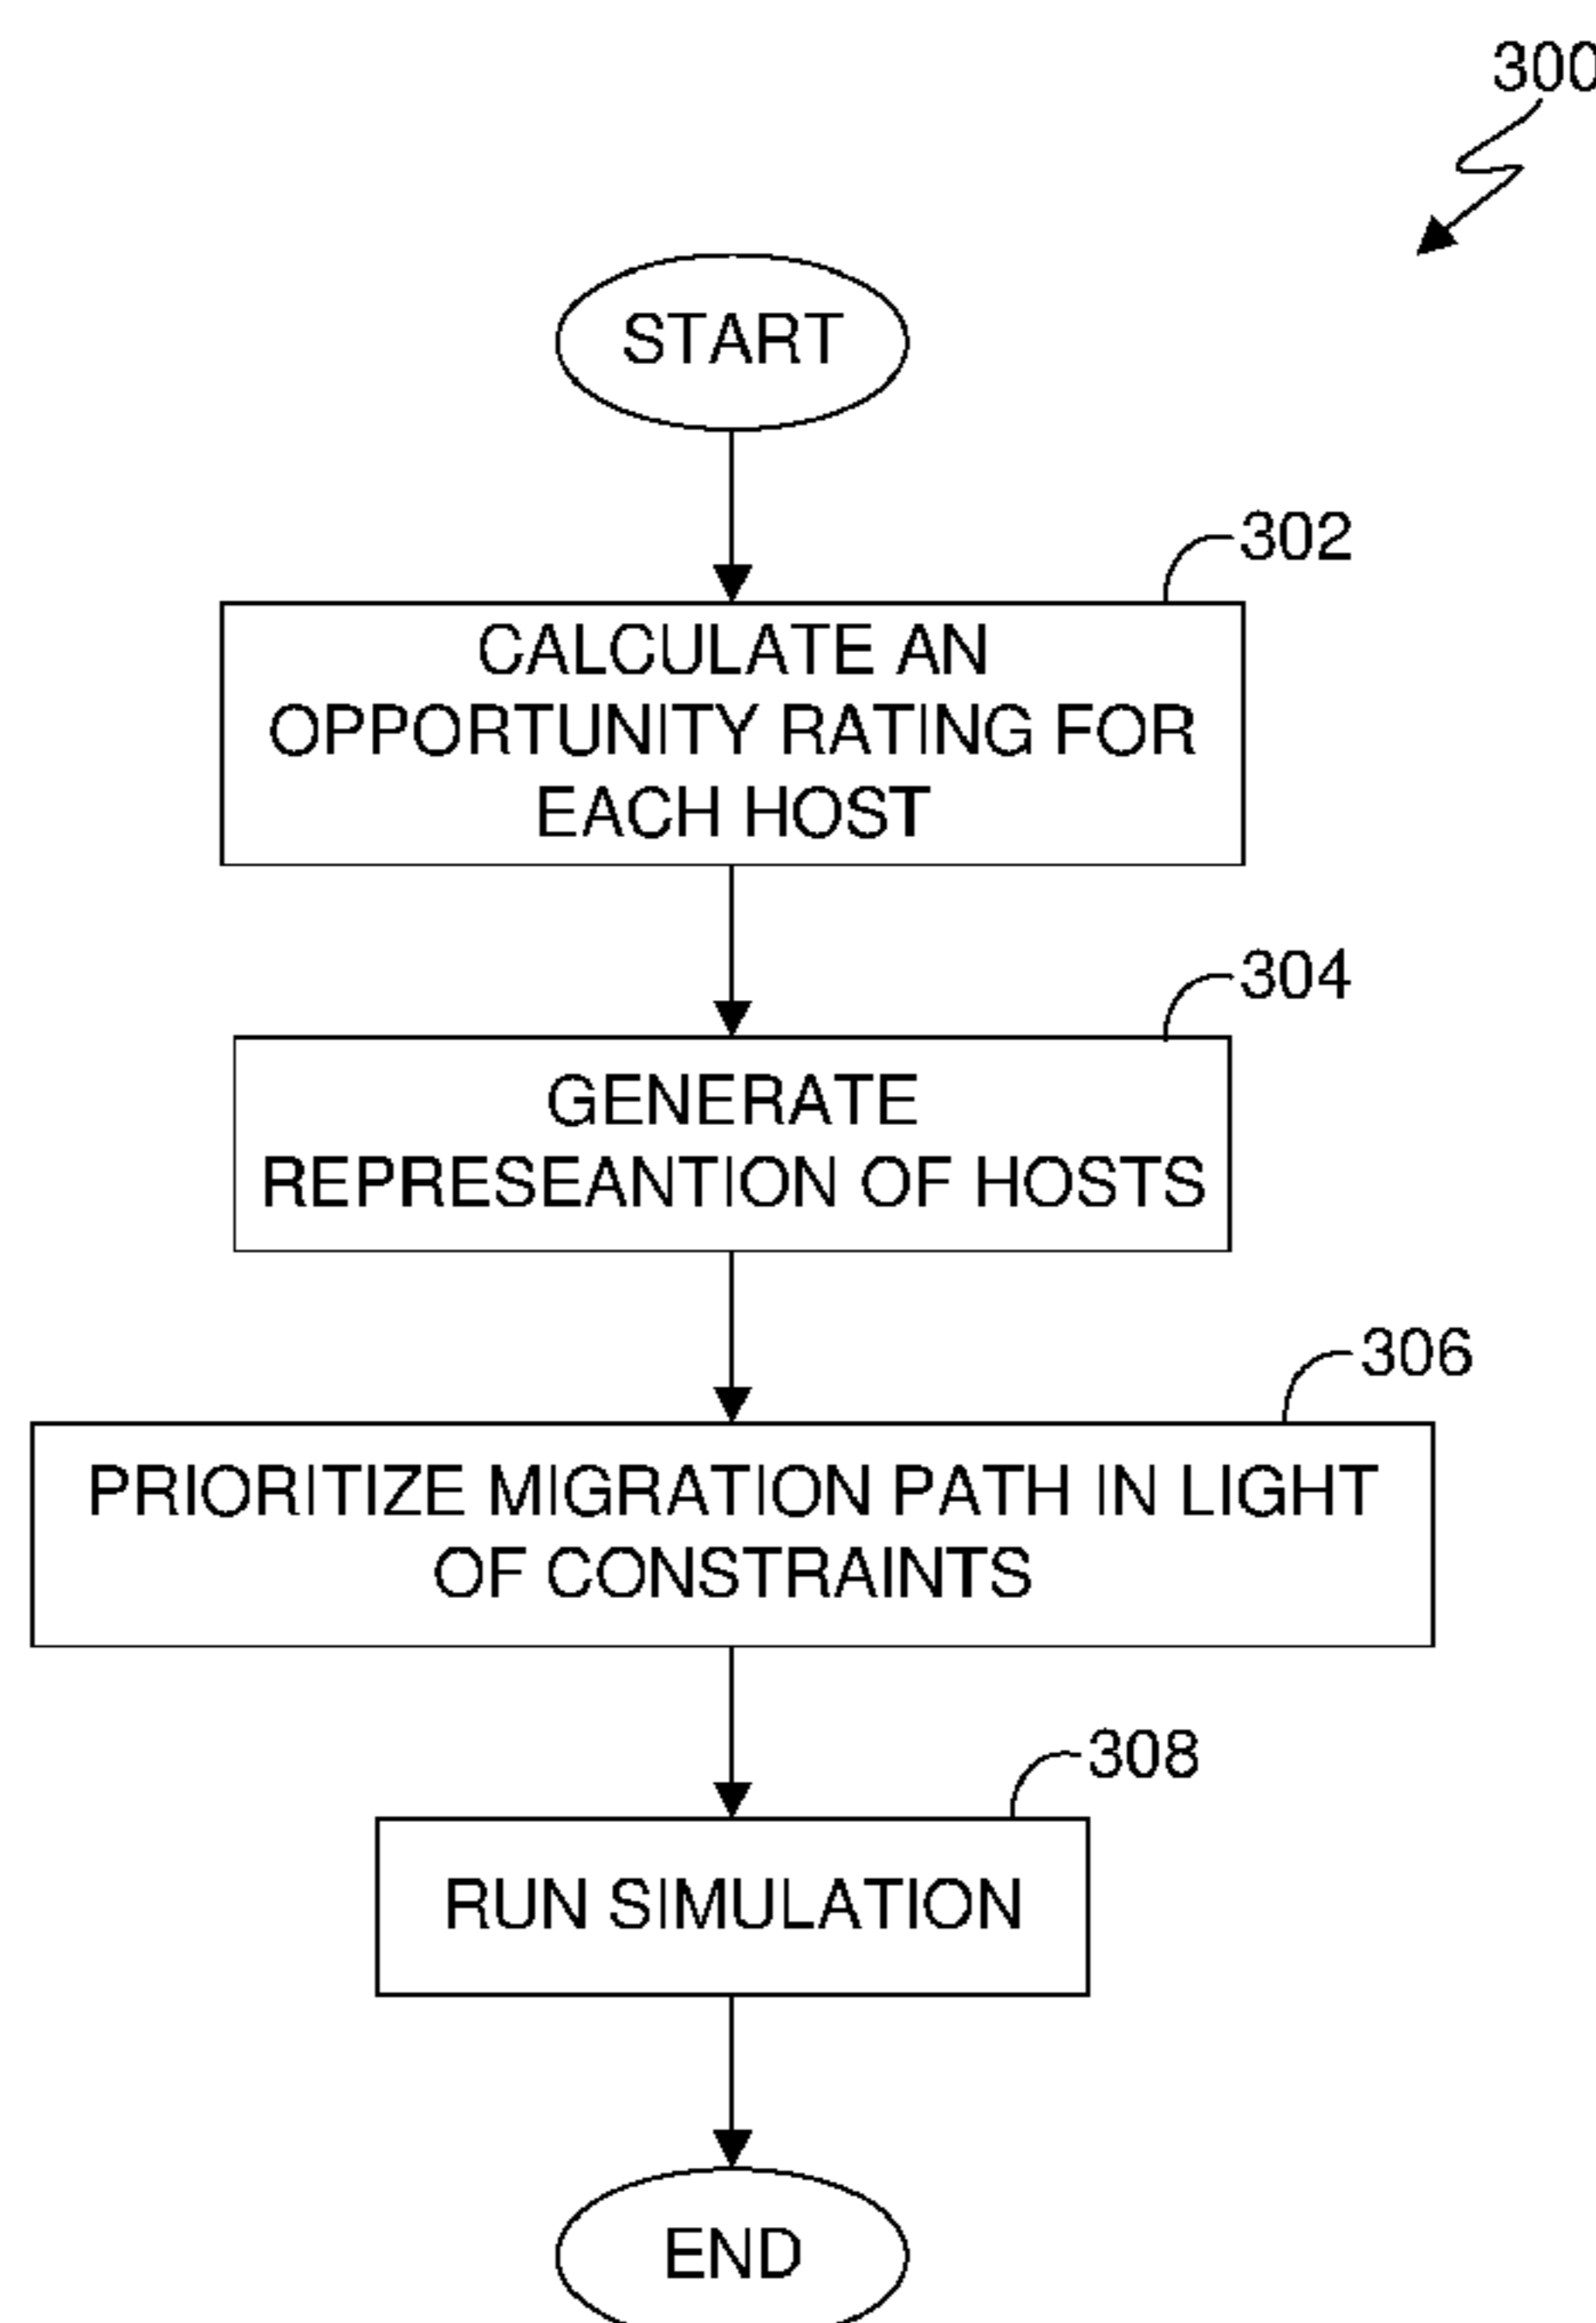 300
START
302
CALCULATE AN
OPPORTUNITY RATING FOR
EACH HOST
304
GENERATE
REPRESEANTION OF HOSTS
306
PRIORITIZE MIGRATION PATH IN LIGHT
OF CONSTRAINTS
308
RUN SIMULATION
END